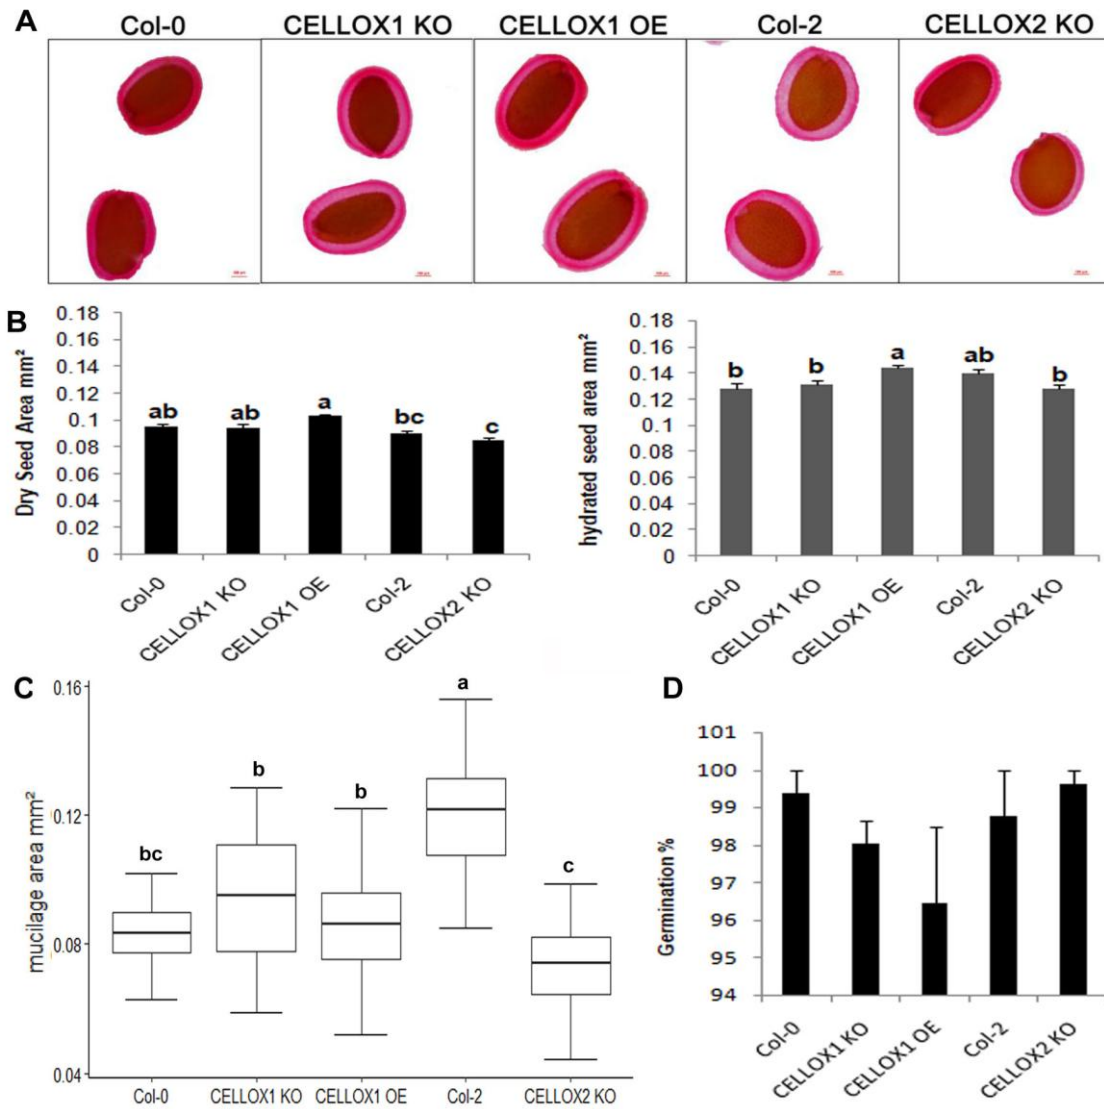 A
Col-0 CELLOX1 KO CELLOX1 OE Col-2 CELLOX2 KO
B
Dry Seed Area mm²
0.18
0.16
0.14
0.12
0.1
0.08
0.06
0.04
0.02
0
ab ab a bc c
Col-0 CELLOX1 KO CELLOX1 OE Col-2 CELLOX2 KO
hydrated seed area mm²
0.18
0.16
0.14
0.12
0.1
0.08
0.06
0.04
0.02
0
b b a ab b
Col-0 CELLOX1 KO CELLOX1 OE Col-2 CELLOX2 KO
C
mucilage area mm²
0.16
0.12
0.08
0.04
bc b b a c
Col-0 CELLOX1 KO CELLOX1 OE Col-2 CELLOX2 KO
D
Germination %
101
100
99
98
97
96
95
94
Col-0 CELLOX1 KO CELLOX1 OE Col-2 CELLOX2 KO